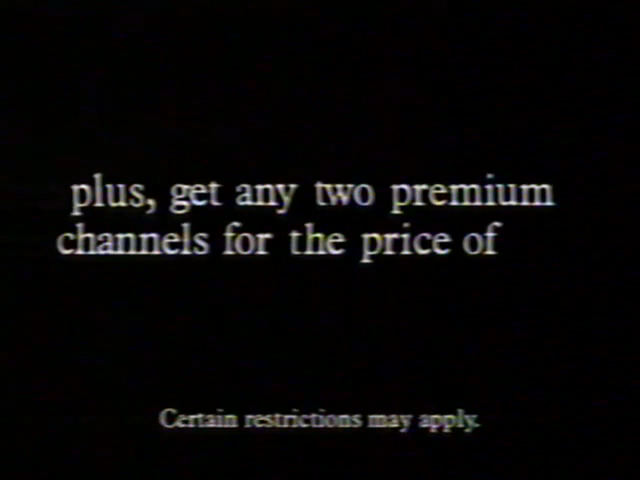 plus, get any two premium
channels for the price of
Certain restrictions may apply.